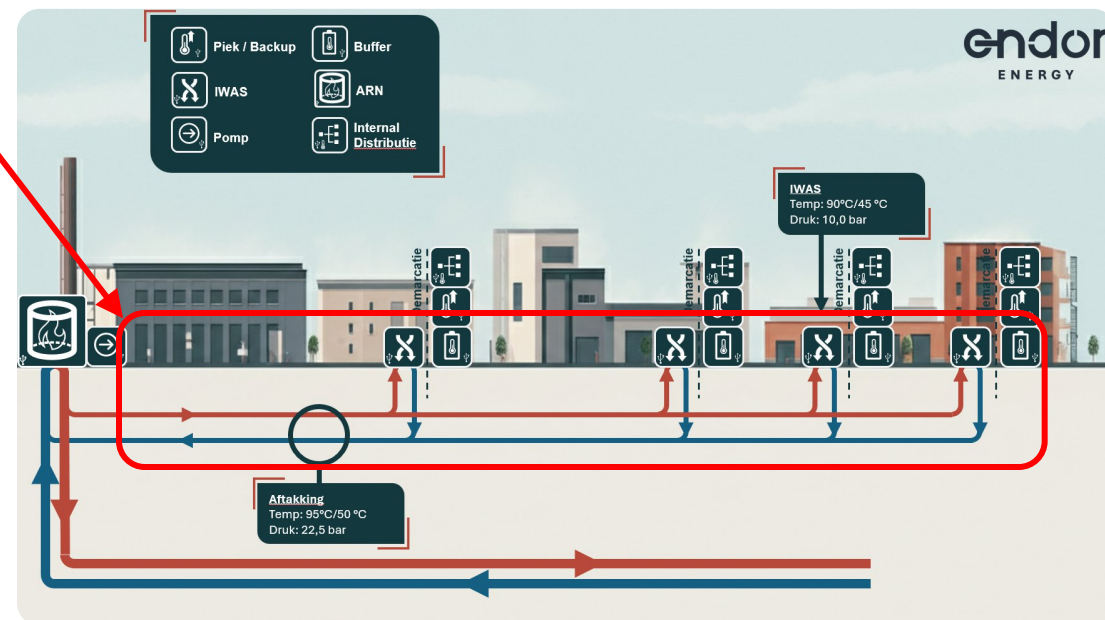 Piek / Backup
Buffer
IWAS
ARN
Pomp
Internal
Distributie
endor
ENERGY
IWAS
Temp: 90°C/45 °C
Druk: 10,0 bar
Demarcatie
Demarcatie
Demarcatie
Demarcatie
Aftakking
Temp: 95°C/50 °C
Druk: 22,5 bar